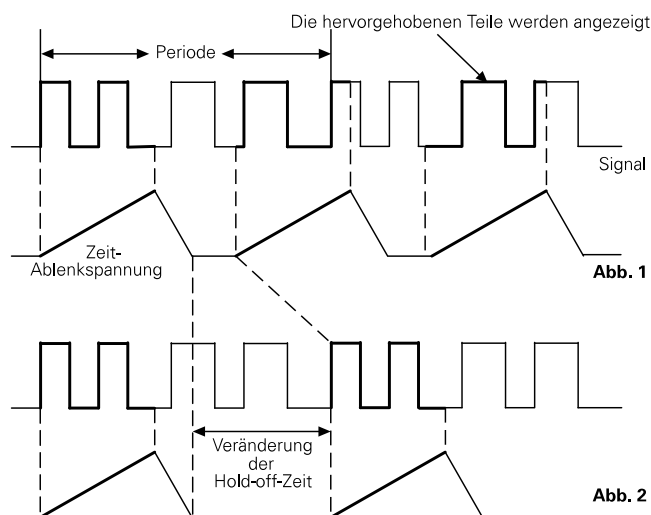 Die hervorgehobenen Teile werden angezeigt
Periode
Signal
Zeit-
Ablenkspannung
Abb. 1
Veränderung
der
Hold-off-Zeit
Abb. 2